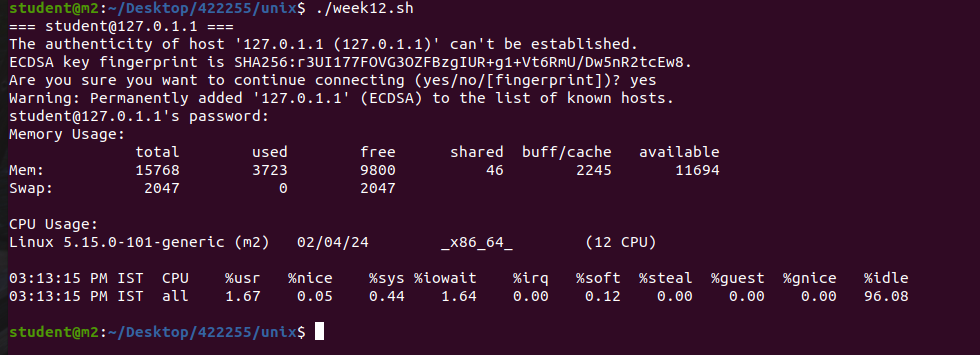 student@m2:~/Desktop/422255/unix$ ./week12.sh
=== student@127.0.1.1 ===
The authenticity of host '127.0.1.1 (127.0.1.1)' can't be established.
ECDSA key fingerprint is SHA256:r3UI177FOVG3OZFBzgIUR+g1+Vt6RmU/Dw5nR2tcEw8.
Are you sure you want to continue connecting (yes/no/[fingerprint])? yes
Warning: Permanently added '127.0.1.1' (ECDSA) to the list of known hosts.
student@127.0.1.1's password:
Memory Usage:
              total        used        free      shared  buff/cache   available
Mem:          15768        3723        9800          46        2245       11694
Swap:          2047           0        2047
CPU Usage:
Linux 5.15.0-101-generic (m2)   02/04/24        _x86_64_        (12 CPU)
03:13:15 PM IST  CPU    %usr   %nice    %sys %iowait    %irq   %soft  %steal  %guest  %gnice   %idle
03:13:15 PM IST  all    1.67    0.05    0.44    1.64    0.00    0.12    0.00    0.00    0.00   96.08
student@m2:~/Desktop/422255/unix$